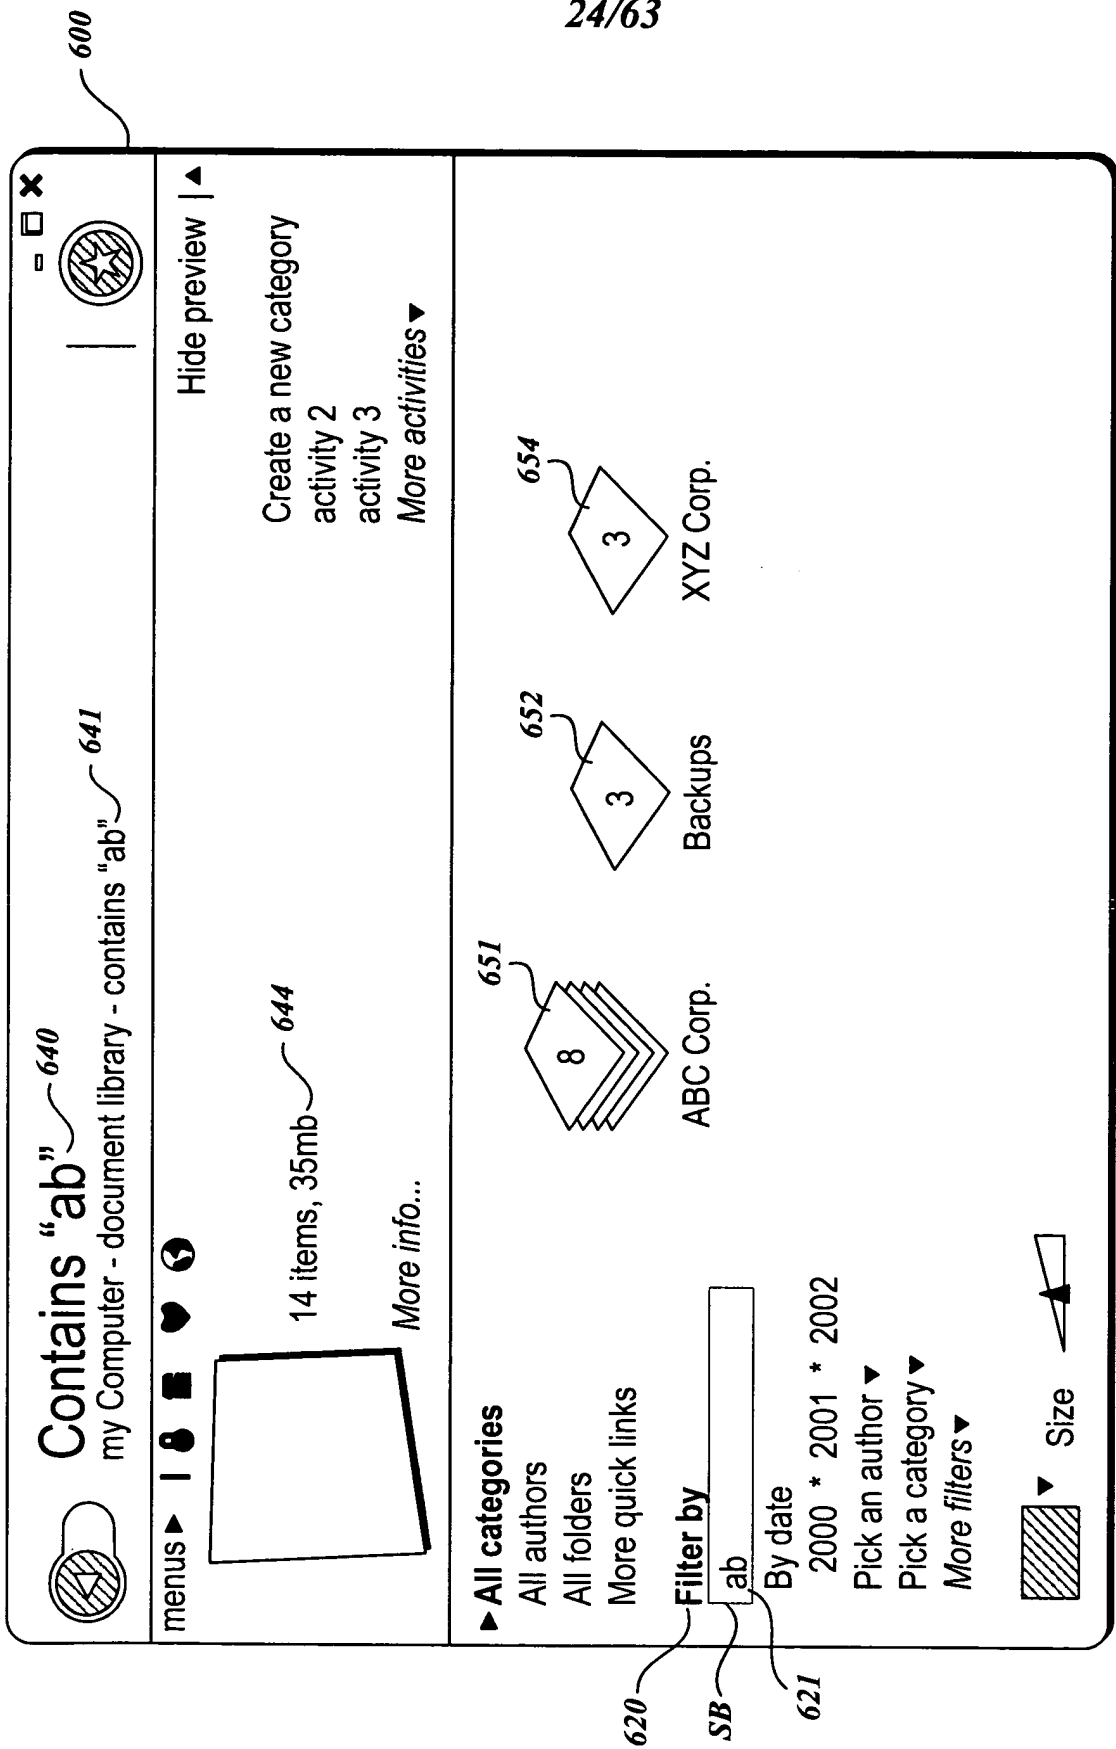 24/63
600
Contains “ab”
640
my Computer - document library - contains “ab”
641
menus
Hide preview
14 items, 35mb
644
More info...
Create a new category
activity 2
activity 3
More activities
All categories
All authors
All folders
More quick links
620
Filter by
SB
ab
621
By date
2000 * 2001 * 2002
Pick an author
Pick a category
More filters
Size
651
8
ABC Corp.
652
3
Backups
654
3
XYZ Corp.